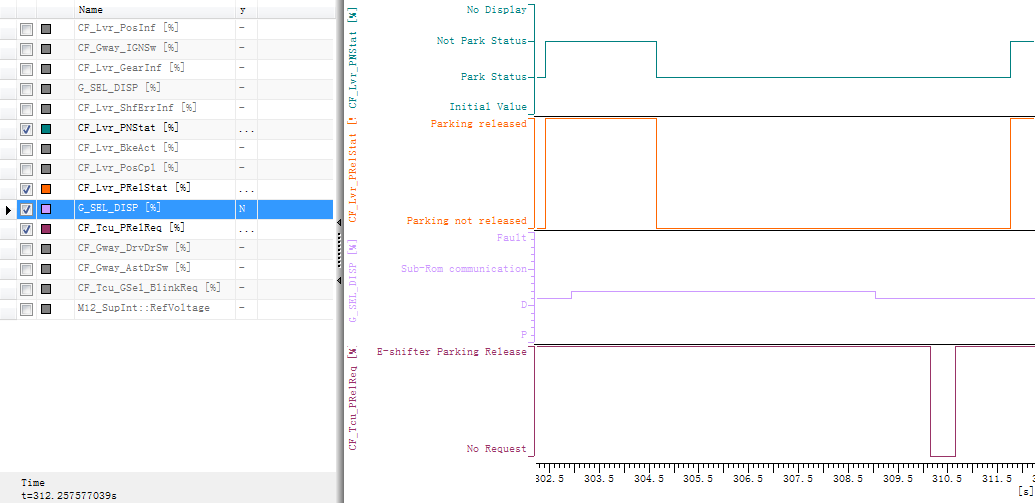 Name y
CF_Lvr_PosInf [%] -
CF_Gway_IGNSw [%] -
CF_Lvr_GearInf [%] -
G_SEL_DISP [%] -
CF_Lvr_ShfErrInf [%] -
CF_Lvr_PNStat [%] ...
CF_Lvr_BkeAct [%] -
CF_Lvr_PosCpl [%] -
CF_Lvr_PRelStat [%] ...
G_SEL_DISP [%] N
CF_Tcu_PRelReq [%] ...
CF_Gway_DrvDrSw [%] -
CF_Gway_AstDrSw [%] -
CF_Tcu_GSel_BlinkReq [%] -
M12_SupInt::RefVoltage -
Time
t=312.257577039s
CF_Lvr_PNStat [%]
No Display
Not Park Status
Park Status
Initial Value
CF_Lvr_PRelStat [%]
Parking released
Parking not released
G_SEL_DISP [%]
Fault
Sub-Rom communication
D
P
CF_Tcu_PRelReq [%]
E-shifter Parking Release
No Request
302.5 303.5 304.5 305.5 306.5 307.5 308.5 309.5 310.5 311.5
[s]